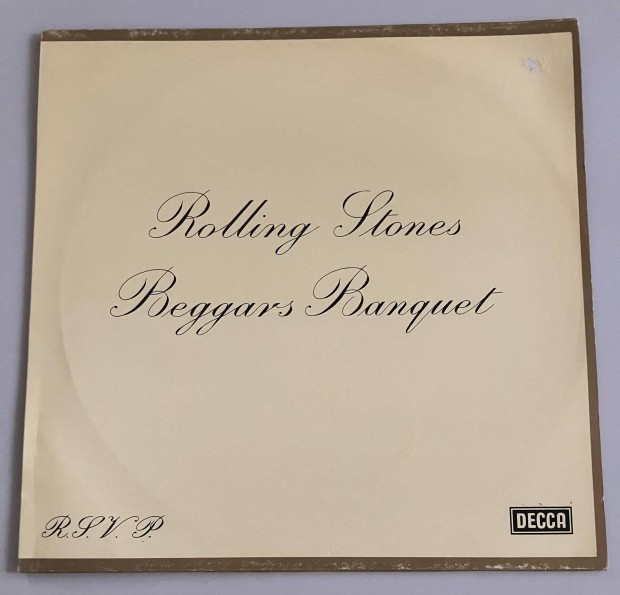 Rolling Stones
Beggars Banquet
R.S.V.P.
DECCA